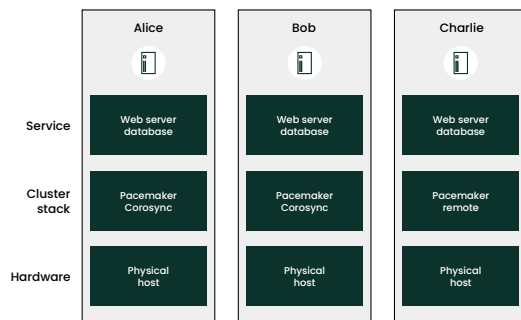 Alice
Bob
Charlie
Service
Web server
database
Web server
database
Web server
database
Cluster
stack
Pacemaker
Corosync
Pacemaker
Corosync
Pacemaker
remote
Hardware
Physical
host
Physical
host
Physical
host